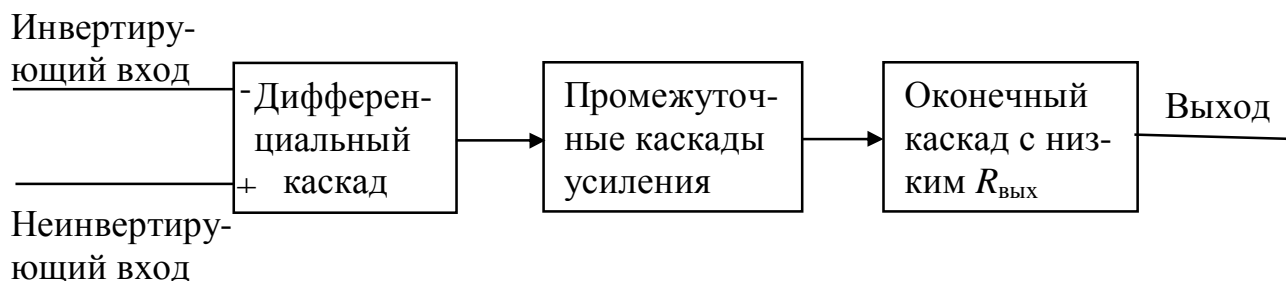 Инвертиру-
ющий вход
-Дифферен-
циальный
+ каскад
Неинвертиру-
ющий вход
Промежуточ-
ные каскады
усиления
Оконечный
каскад с низ-
ким Rвых
Выход